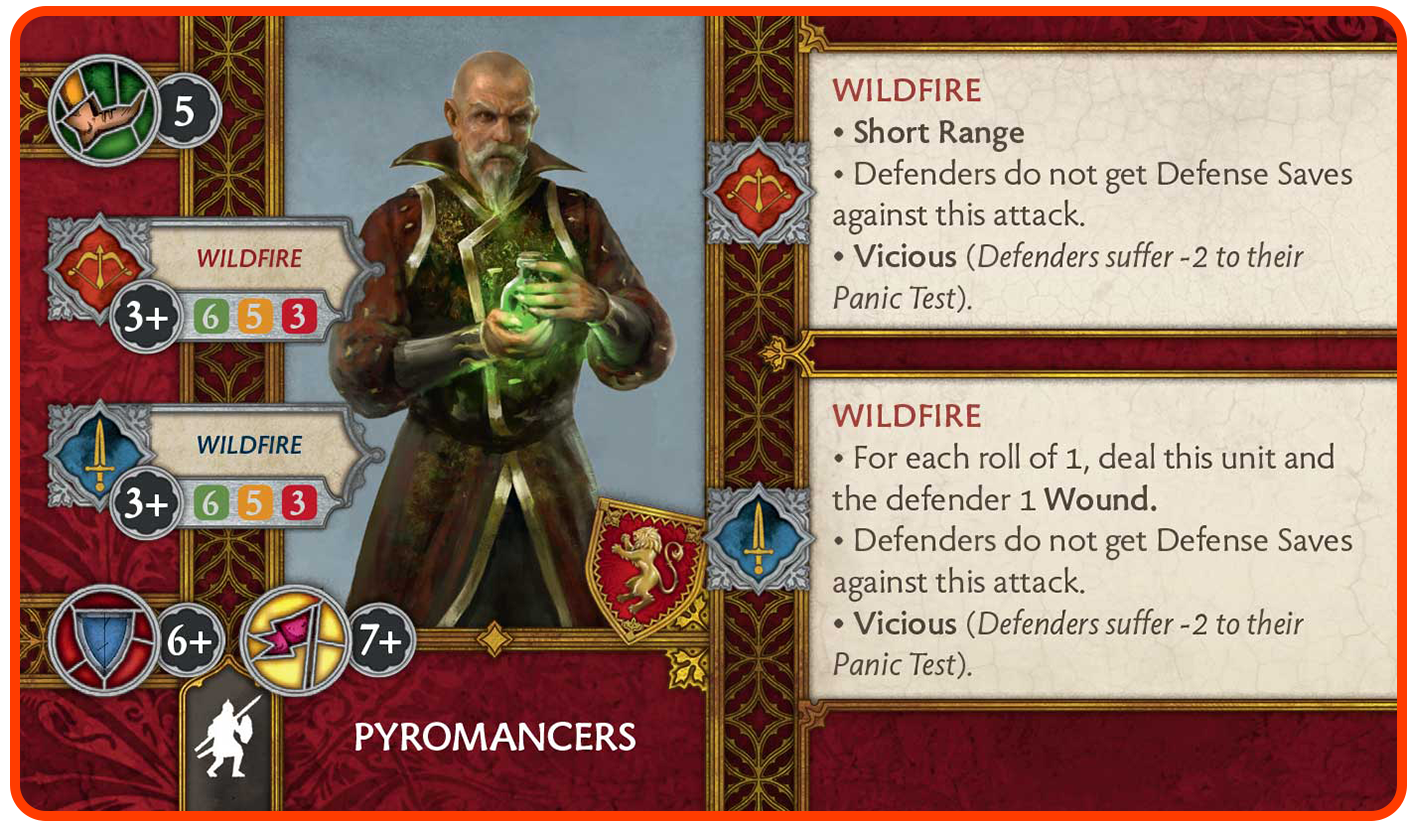 5
WILDFIRE
3+ 6 5 3
WILDFIRE
3+ 6 5 3
6+ 7+
PYROMANCERS
WILDFIRE
• Short Range
• Defenders do not get Defense Saves
against this attack.
• Vicious (Defenders suffer -2 to their
Panic Test).
WILDFIRE
• For each roll of 1, deal this unit and
the defender 1 Wound.
• Defenders do not get Defense Saves
against this attack.
• Vicious (Defenders suffer -2 to their
Panic Test).